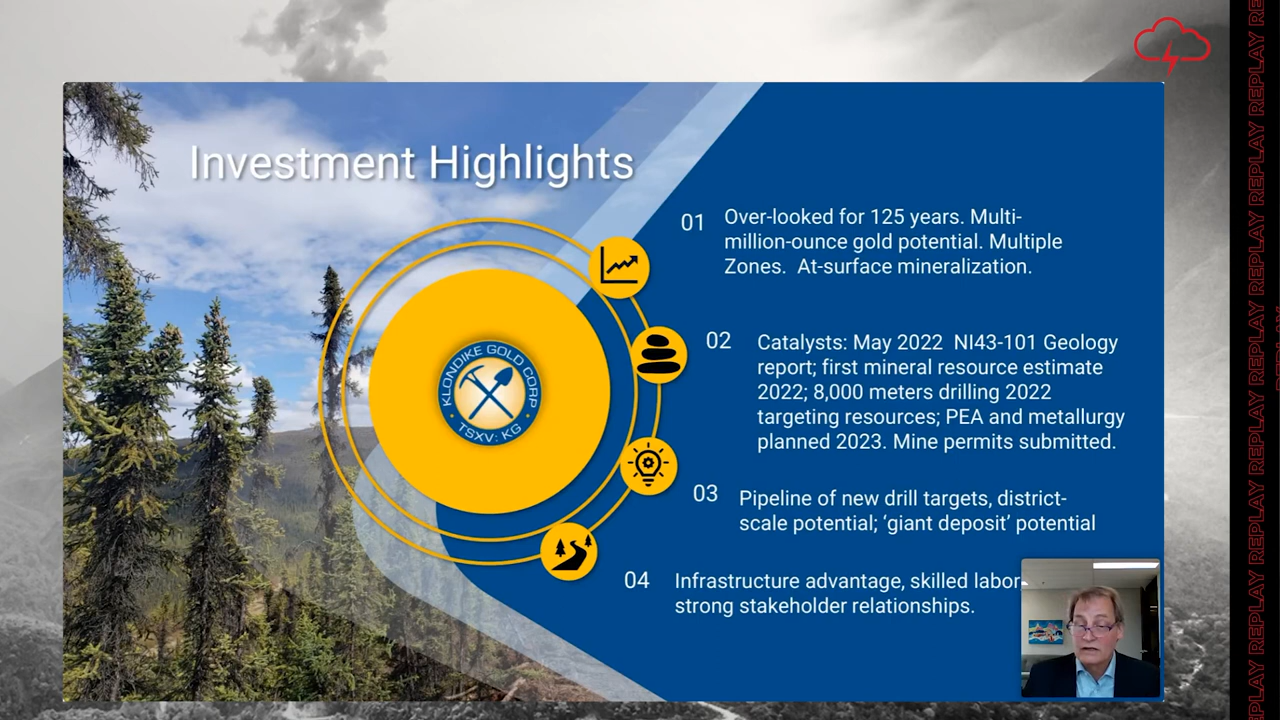 Investment Highlights
KLONDIKE GOLD CORP
TSXV: KG
01
Over-looked for 125 years. Multi-
million-ounce gold potential. Multiple
Zones. At-surface mineralization.
02
Catalysts: May 2022 NI43-101 Geology
report; first mineral resource estimate
2022; 8,000 meters drilling 2022
targeting resources; PEA and metallurgy
planned 2023. Mine permits submitted.
03
Pipeline of new drill targets, district-
scale potential; ‘giant deposit’ potential
04
Infrastructure advantage, skilled labor
strong stakeholder relationships.
REPLAY REPLAY REPLAY REPLAY REPLAY REPLAY REPLAY REPLAY REPLAY